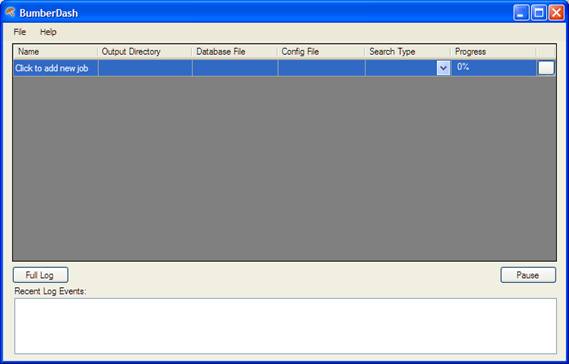 BumberDash
File Help
Name Output Directory Database File Config File Search Type Progress
Click to add new job 0%
Full Log Pause
Recent Log Events: